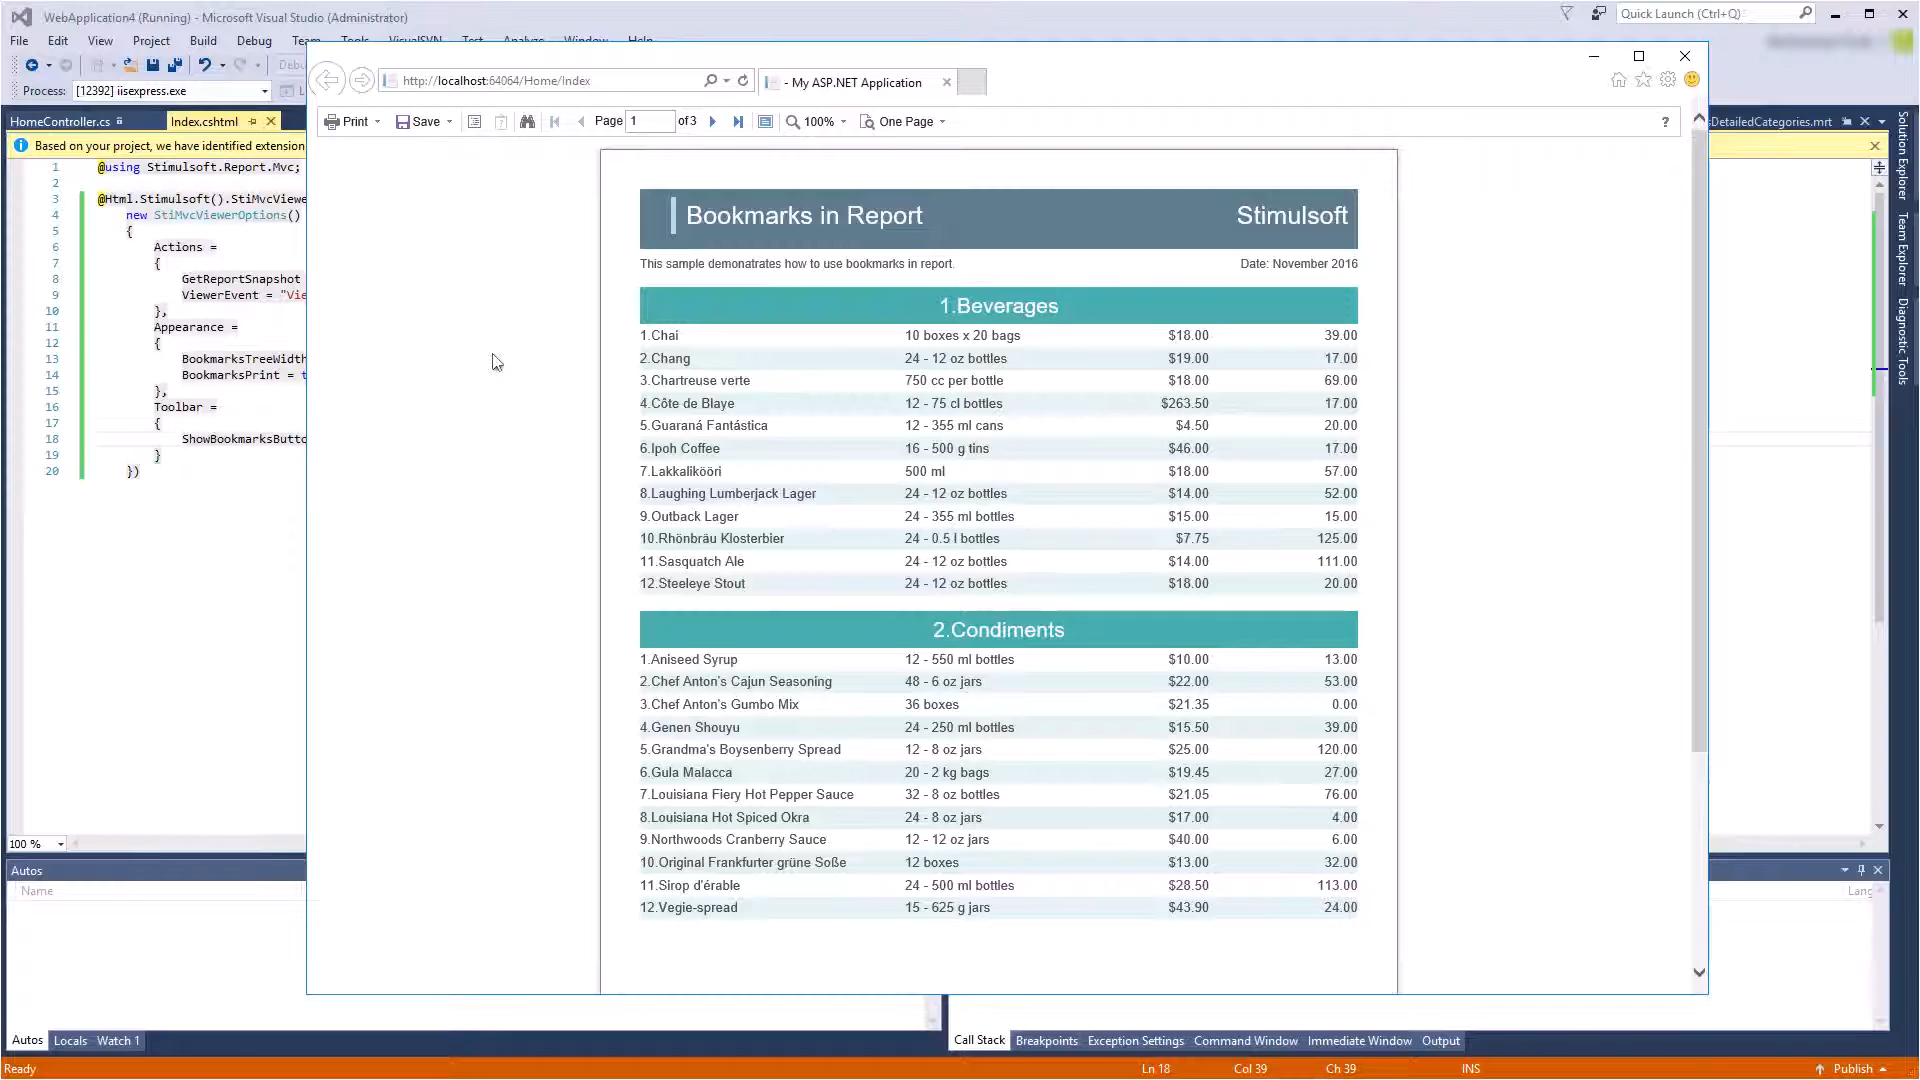 WebApplication4 (Running) - Microsoft Visual Studio (Administrator)
Quick Launch (Ctrl+Q)
File Edit View Project Build Debug Team Tools VisualSVN Test Analyze Window Help
Process: [12392] iisexpress.exe
http://localhost:64064/Home/Index
- My ASP.NET Application
HomeController.cs
Index.cshtml
DetailedCategories.mrt
Print Save Page 1 of 3 100% One Page ?
Based on your project, we have identified extension
1 @using Stimulsoft.Report.Mvc;
2
3 @Html.Stimulsoft().StiMvcViewe
4 new StiMvcViewerOptions()
5 {
6 Actions =
7 {
8 GetReportSnapshot
9 ViewerEvent = "Vie
10 },
11 Appearance =
12 {
13 BookmarksTreeWidth
14 BookmarksPrint = t
15 },
16 Toolbar =
17 {
18 ShowBookmarksButto
19 }
20 })
Bookmarks in Report Stimulsoft
This sample demonatrates how to use bookmarks in report. Date: November 2016
1.Beverages
1.Chai 10 boxes x 20 bags $18.00 39.00
2.Chang 24 - 12 oz bottles $19.00 17.00
3.Chartreuse verte 750 cc per bottle $18.00 69.00
4.Côte de Blaye 12 - 75 cl bottles $263.50 17.00
5.Guaraná Fantástica 12 - 355 ml cans $4.50 20.00
6.Ipoh Coffee 16 - 500 g tins $46.00 17.00
7.Lakkalikööri 500 ml $18.00 57.00
8.Laughing Lumberjack Lager 24 - 12 oz bottles $14.00 52.00
9.Outback Lager 24 - 355 ml bottles $15.00 15.00
10.Rhönbräu Klosterbier 24 - 0.5 l bottles $7.75 125.00
11.Sasquatch Ale 24 - 12 oz bottles $14.00 111.00
12.Steeleye Stout 24 - 12 oz bottles $18.00 20.00
2.Condiments
1.Aniseed Syrup 12 - 550 ml bottles $10.00 13.00
2.Chef Anton's Cajun Seasoning 48 - 6 oz jars $22.00 53.00
3.Chef Anton's Gumbo Mix 36 boxes $21.35 0.00
4.Genen Shouyu 24 - 250 ml bottles $15.50 39.00
5.Grandma's Boysenberry Spread 12 - 8 oz jars $25.00 120.00
6.Gula Malacca 20 - 2 kg bags $19.45 27.00
7.Louisiana Fiery Hot Pepper Sauce 32 - 8 oz bottles $21.05 76.00
8.Louisiana Hot Spiced Okra 24 - 8 oz jars $17.00 4.00
9.Northwoods Cranberry Sauce 12 - 12 oz jars $40.00 6.00
10.Original Frankfurter grüne Soße 12 boxes $13.00 32.00
11.Sirop d'érable 24 - 500 ml bottles $28.50 113.00
12.Vegie-spread 15 - 625 g jars $43.90 24.00
Solution Explorer
Team Explorer
Diagnostic Tools
100 %
Autos
Name
Lang
Autos Locals Watch 1
Call Stack Breakpoints Exception Settings Command Window Immediate Window Output
Ready Ln 18 Col 39 Ch 39 INS Publish